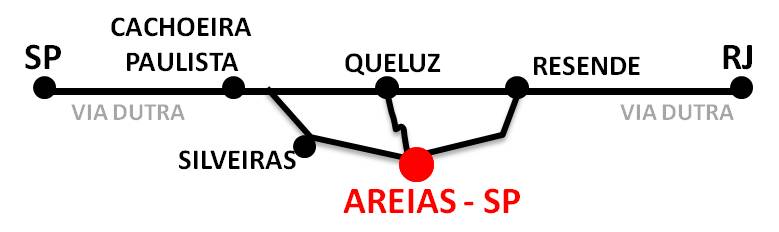 CACHOEIRA
PAULISTA
SP
QUELUZ
RESENDE
RJ
VIA DUTRA
VIA DUTRA
SILVEIRAS
AREIAS - SP